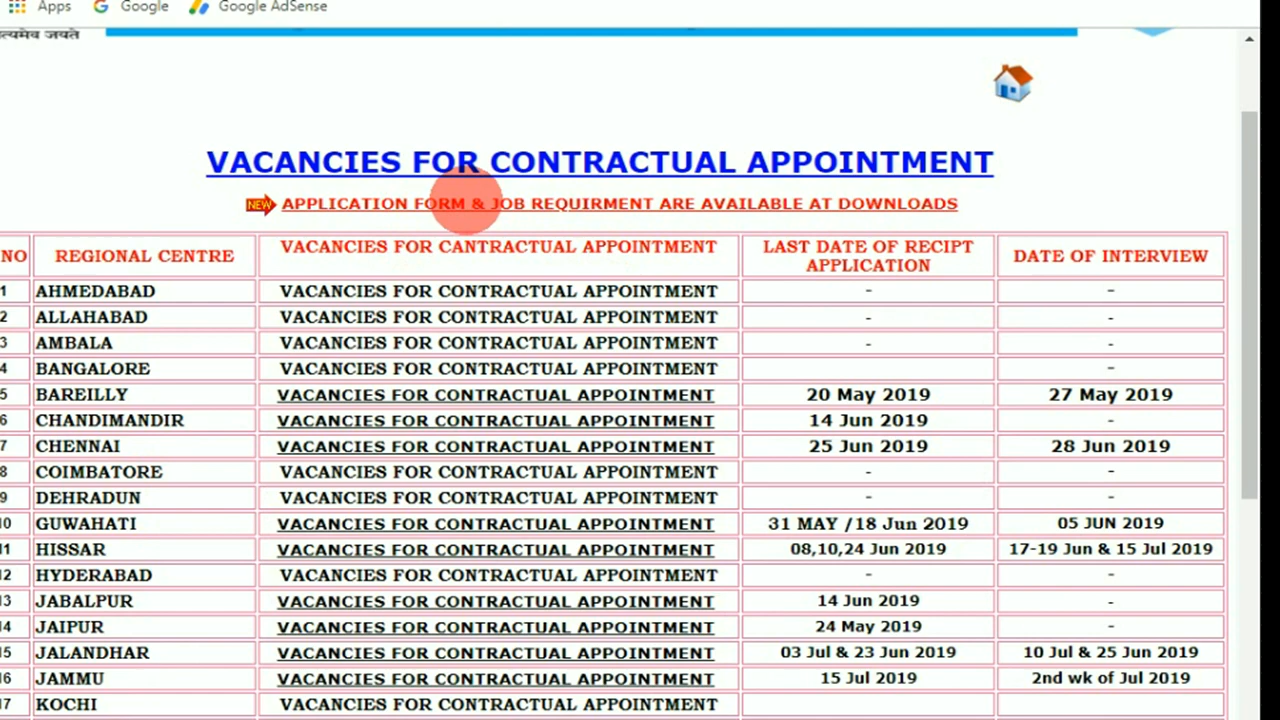 Apps Google Google AdSense
जयते
VACANCIES FOR CONTRACTUAL APPOINTMENT
NEW APPLICATION FORM & JOB REQUIRMENT ARE AVAILABLE AT DOWNLOADS
NO REGIONAL CENTRE VACANCIES FOR CANTRACTUAL APPOINTMENT LAST DATE OF RECIPT APPLICATION DATE OF INTERVIEW
1 AHMEDABAD VACANCIES FOR CONTRACTUAL APPOINTMENT - -
2 ALLAHABAD VACANCIES FOR CONTRACTUAL APPOINTMENT - -
3 AMBALA VACANCIES FOR CONTRACTUAL APPOINTMENT - -
4 BANGALORE VACANCIES FOR CONTRACTUAL APPOINTMENT -
5 BAREILLY VACANCIES FOR CONTRACTUAL APPOINTMENT 20 May 2019 27 May 2019
6 CHANDIMANDIR VACANCIES FOR CONTRACTUAL APPOINTMENT 14 Jun 2019 -
7 CHENNAI VACANCIES FOR CONTRACTUAL APPOINTMENT 25 Jun 2019 28 Jun 2019
8 COIMBATORE VACANCIES FOR CONTRACTUAL APPOINTMENT - -
9 DEHRADUN VACANCIES FOR CONTRACTUAL APPOINTMENT - -
10 GUWAHATI VACANCIES FOR CONTRACTUAL APPOINTMENT 31 MAY /18 Jun 2019 05 JUN 2019
11 HISSAR VACANCIES FOR CONTRACTUAL APPOINTMENT 08,10,24 Jun 2019 17-19 Jun & 15 Jul 2019
12 HYDERABAD VACANCIES FOR CONTRACTUAL APPOINTMENT - -
13 JABALPUR VACANCIES FOR CONTRACTUAL APPOINTMENT 14 Jun 2019 -
14 JAIPUR VACANCIES FOR CONTRACTUAL APPOINTMENT 24 May 2019 -
15 JALANDHAR VACANCIES FOR CONTRACTUAL APPOINTMENT 03 Jul & 23 Jun 2019 10 Jul & 25 Jun 2019
16 JAMMU VACANCIES FOR CONTRACTUAL APPOINTMENT 15 Jul 2019 2nd wk of Jul 2019
17 KOCHI VACANCIES FOR CONTRACTUAL APPOINTMENT